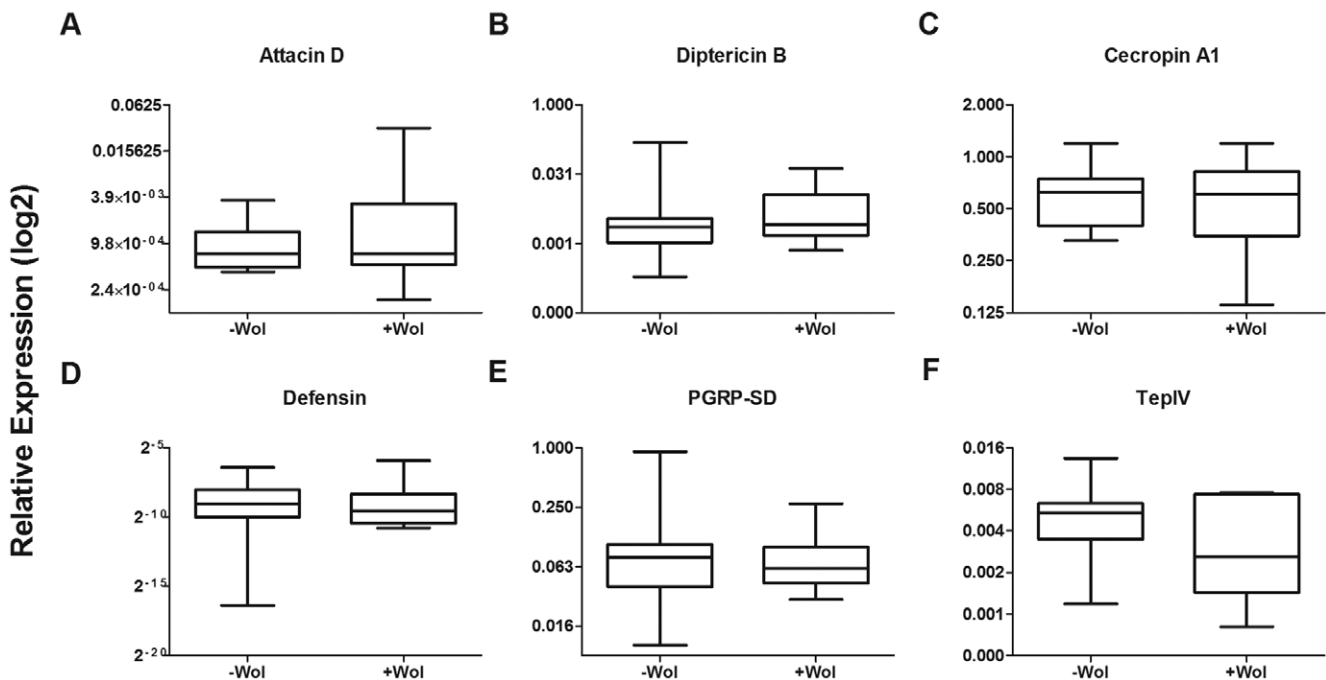 Relative Expression (log2)
A
Attacin D
0.0625
0.015625
3.9×10⁻⁰³
9.8×10⁻⁰⁴
2.4×10⁻⁰⁴
-Wol
+Wol
B
Diptericin B
1.000
0.031
0.001
0.000
-Wol
+Wol
C
Cecropin A1
2.000
1.000
0.500
0.250
0.125
-Wol
+Wol
D
Defensin
2⁻⁵
2⁻¹⁰
2⁻¹⁵
2⁻²⁰
-Wol
+Wol
E
PGRP-SD
1.000
0.250
0.063
0.016
-Wol
+Wol
F
TepIV
0.016
0.008
0.004
0.002
0.001
0.000
-Wol
+Wol